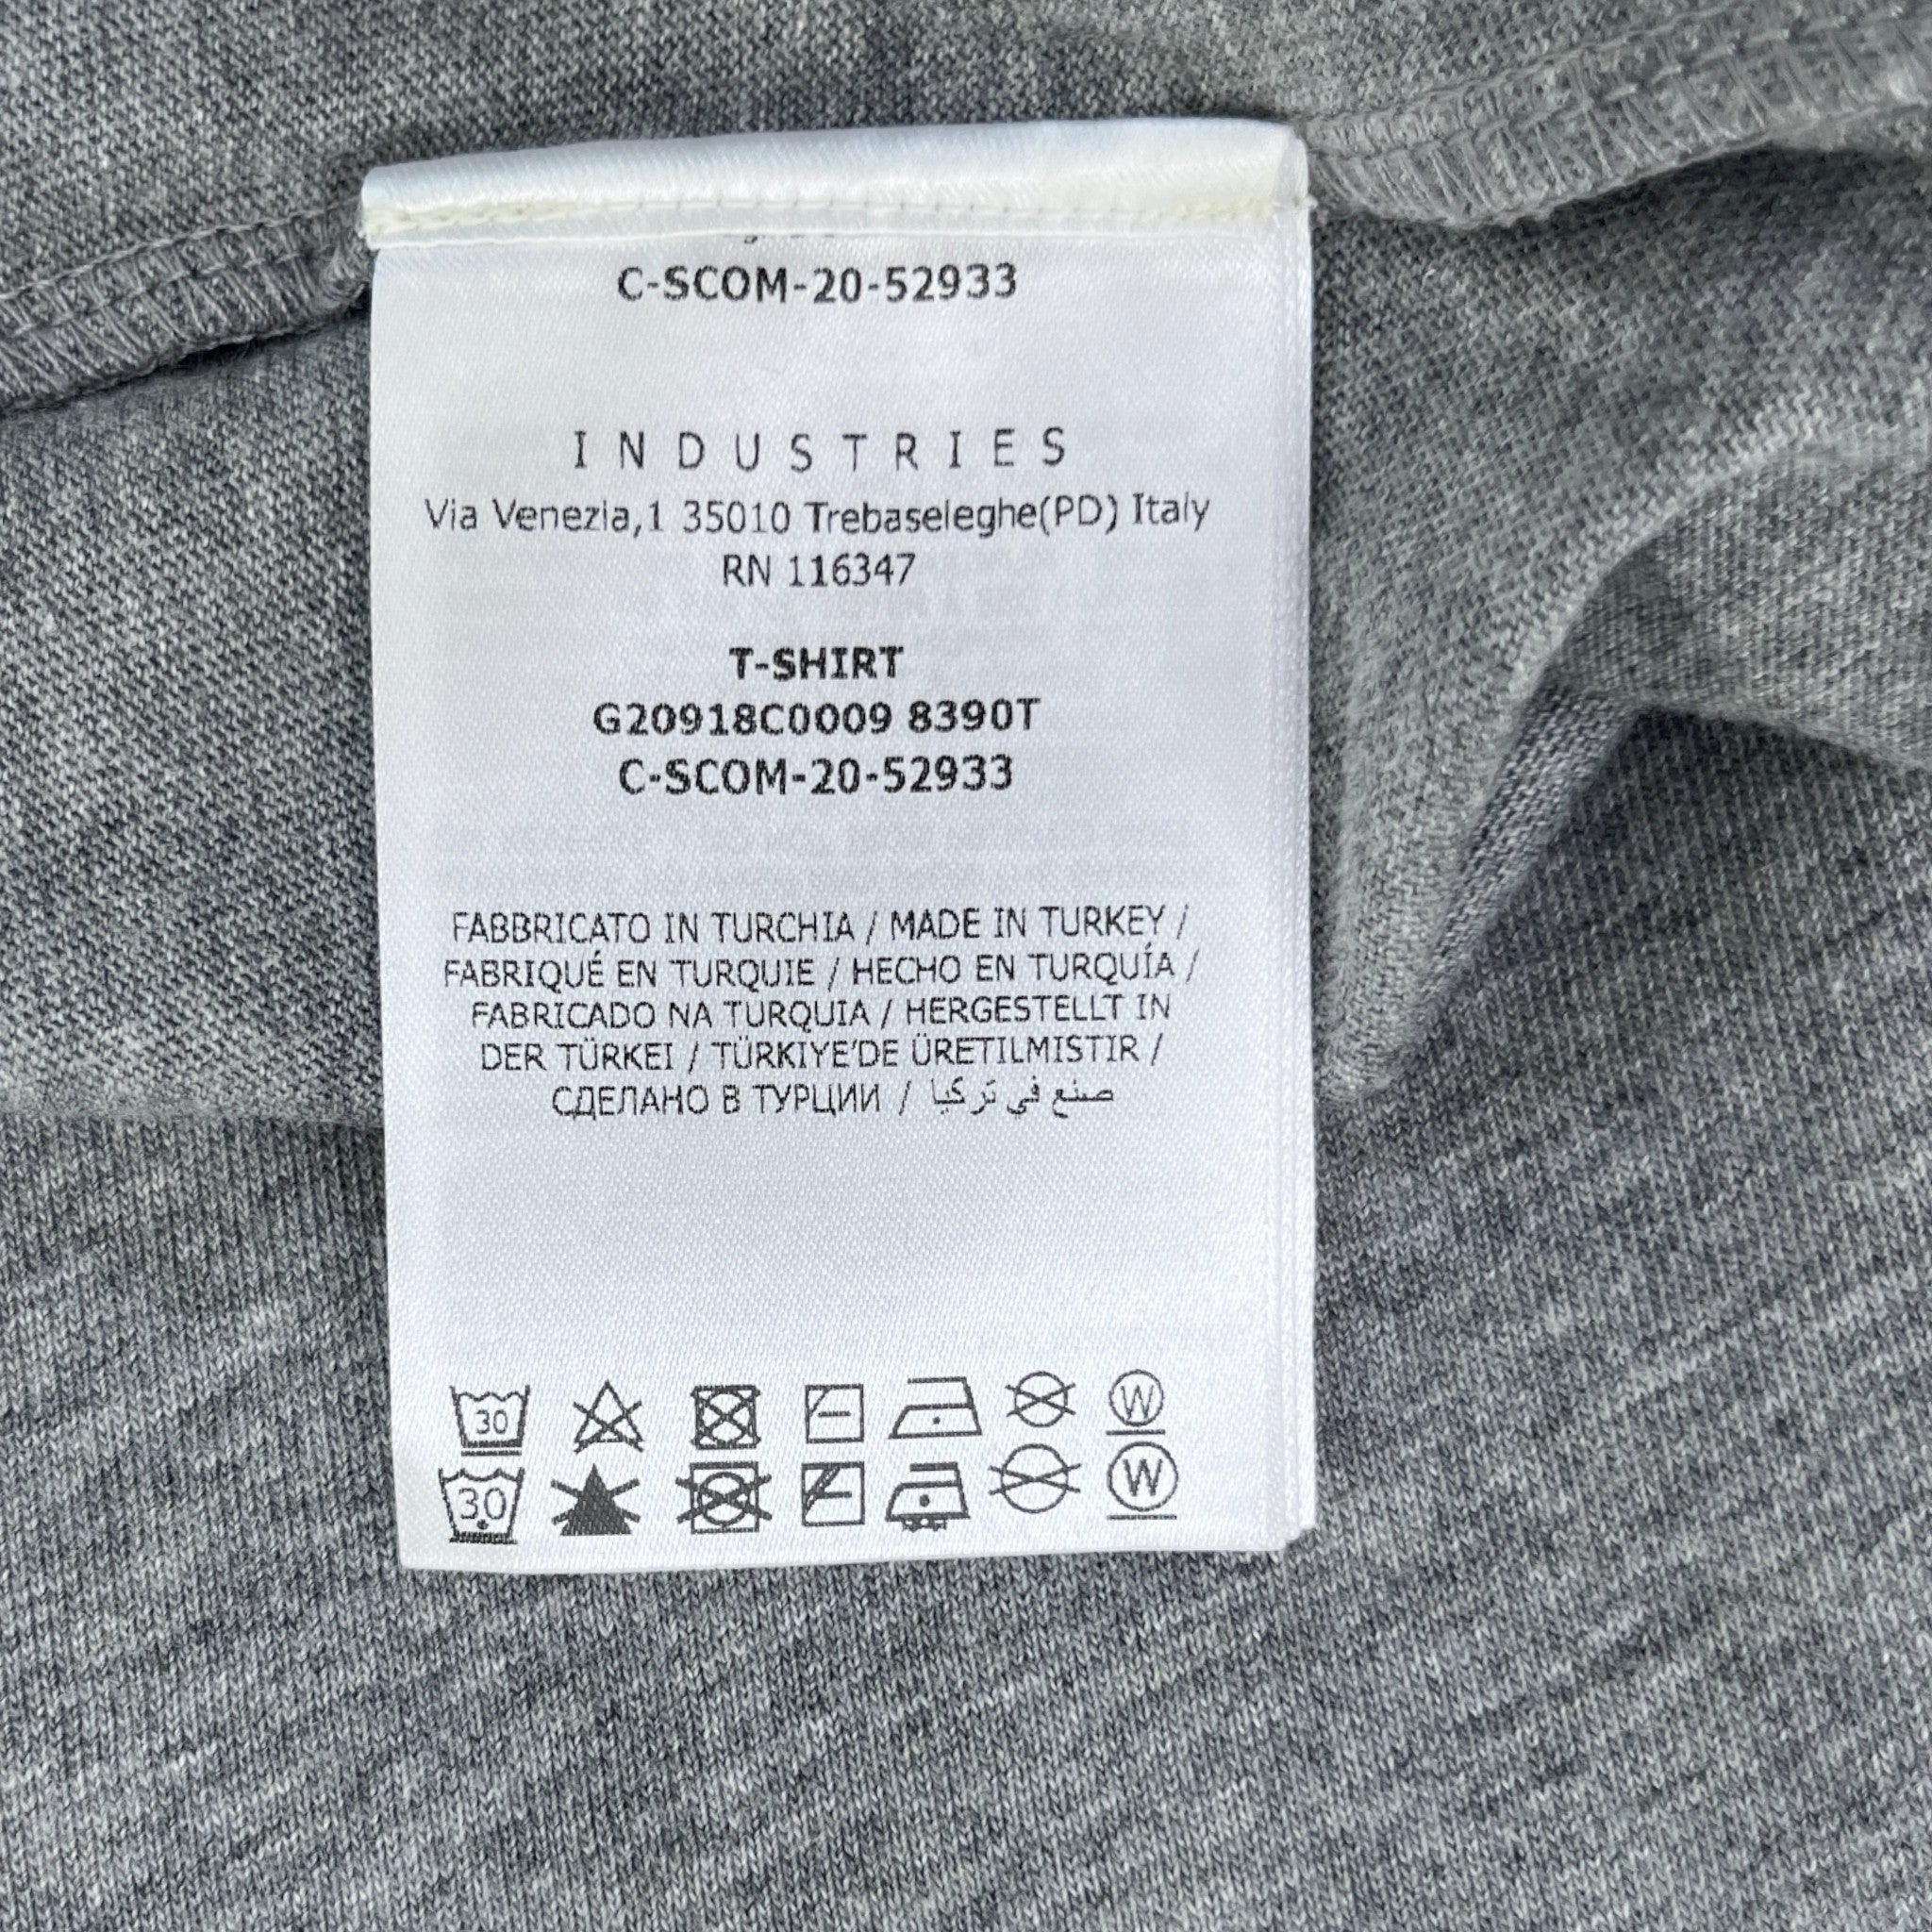 C-SCOM-20-52933
INDUSTRIES
Via Venezia,1 35010 Trebaseleghe(PD) Italy
RN 116347
T-SHIRT
G20918C0009 8390T
C-SCOM-20-52933
FABBRICATO IN TURCHIA / MADE IN TURKEY /
FABRIQUÉ EN TURQUIE / HECHO EN TURQUÍA /
FABRICADO NA TURQUIA / HERGESTELLT IN
DER TÜRKEI / TÜRKIYE'DE ÜRETILMISTIR /
СДЕЛАНО В ТУРЦИИ / صنع في تركيا
30 W
30 W